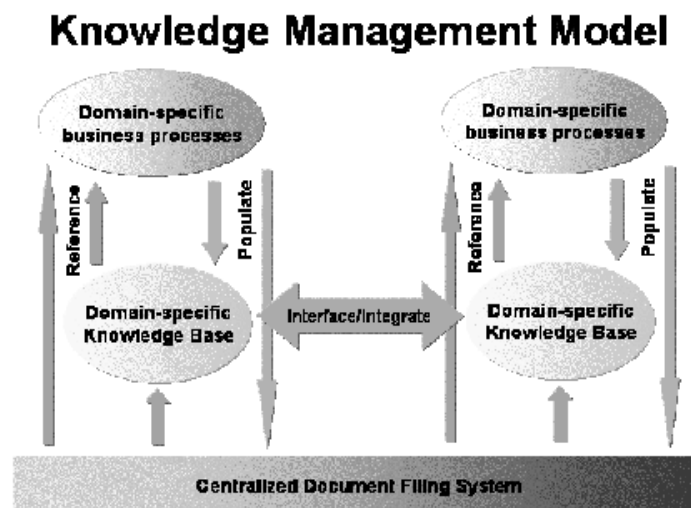 Knowledge Management Model
Domain-specific
business processes
Domain-specific
business processes
Reference
Populate
Reference
Populate
Domain-specific
Knowledge Base
Interface/Integrate
Domain-specific
Knowledge Base
Centralized Document Filing System